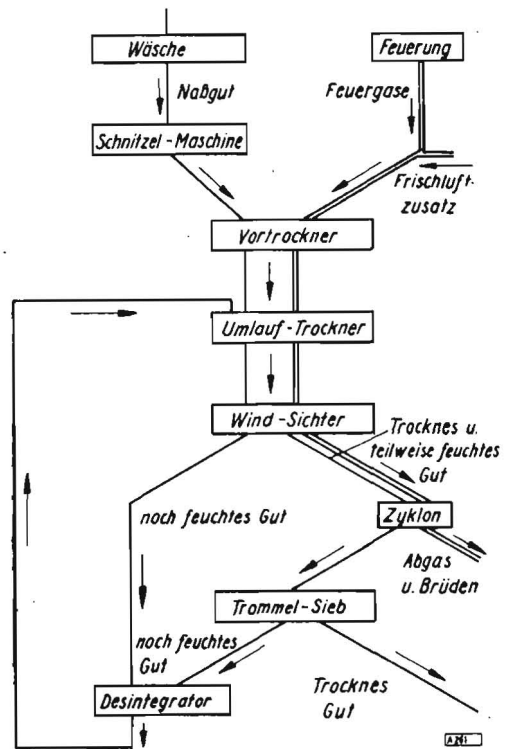 Wäsche
Feuerung
Naßgut
Feuergase
Schnitzel-Maschine
Frischluft-
zusatz
Vortrockner
Umlauf-Trockner
Wind-Sichter
Trocknes u.
teilweise feuchtes
Gut
noch feuchtes Gut
Zyklon
Abgas
u. Brüden
Trommel-Sieb
noch feuchtes
Gut
Desintegrator
Trocknes
Gut